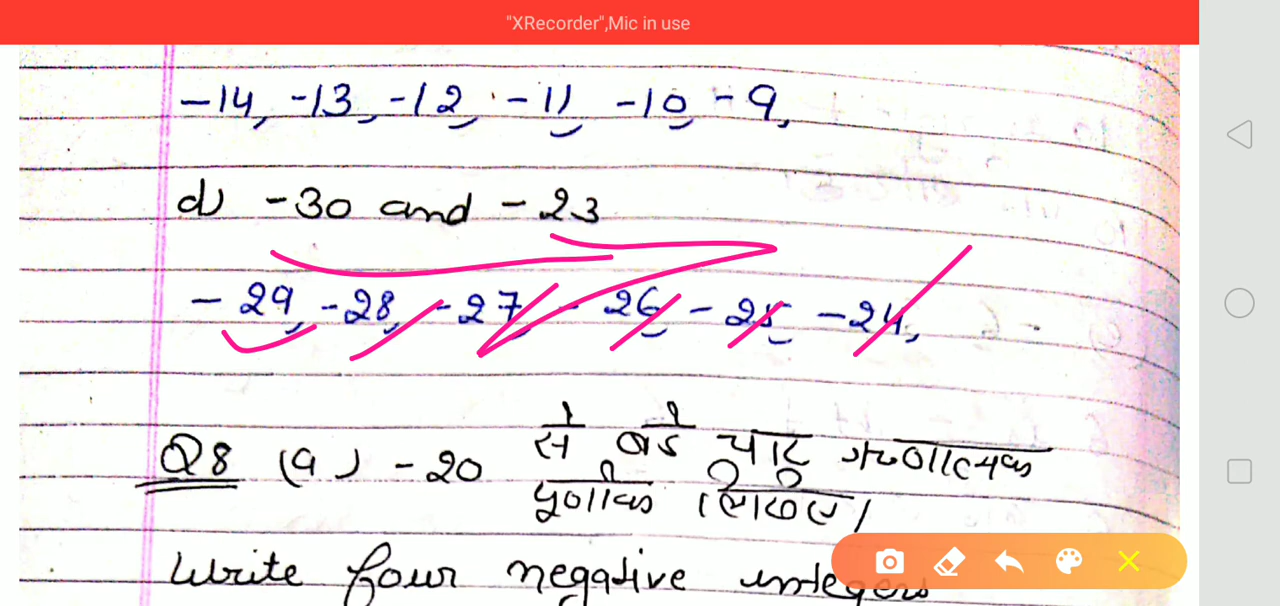 "XRecorder",Mic in use
-14, -13, -12, -11, -10, -9,
d) -30 and -23
-29, -28, -27, -26, -25, -24,
Q8 (a) -20 से बड़े चार ऋणात्मक
पूर्णांक लिखिए।
Write four negative integers